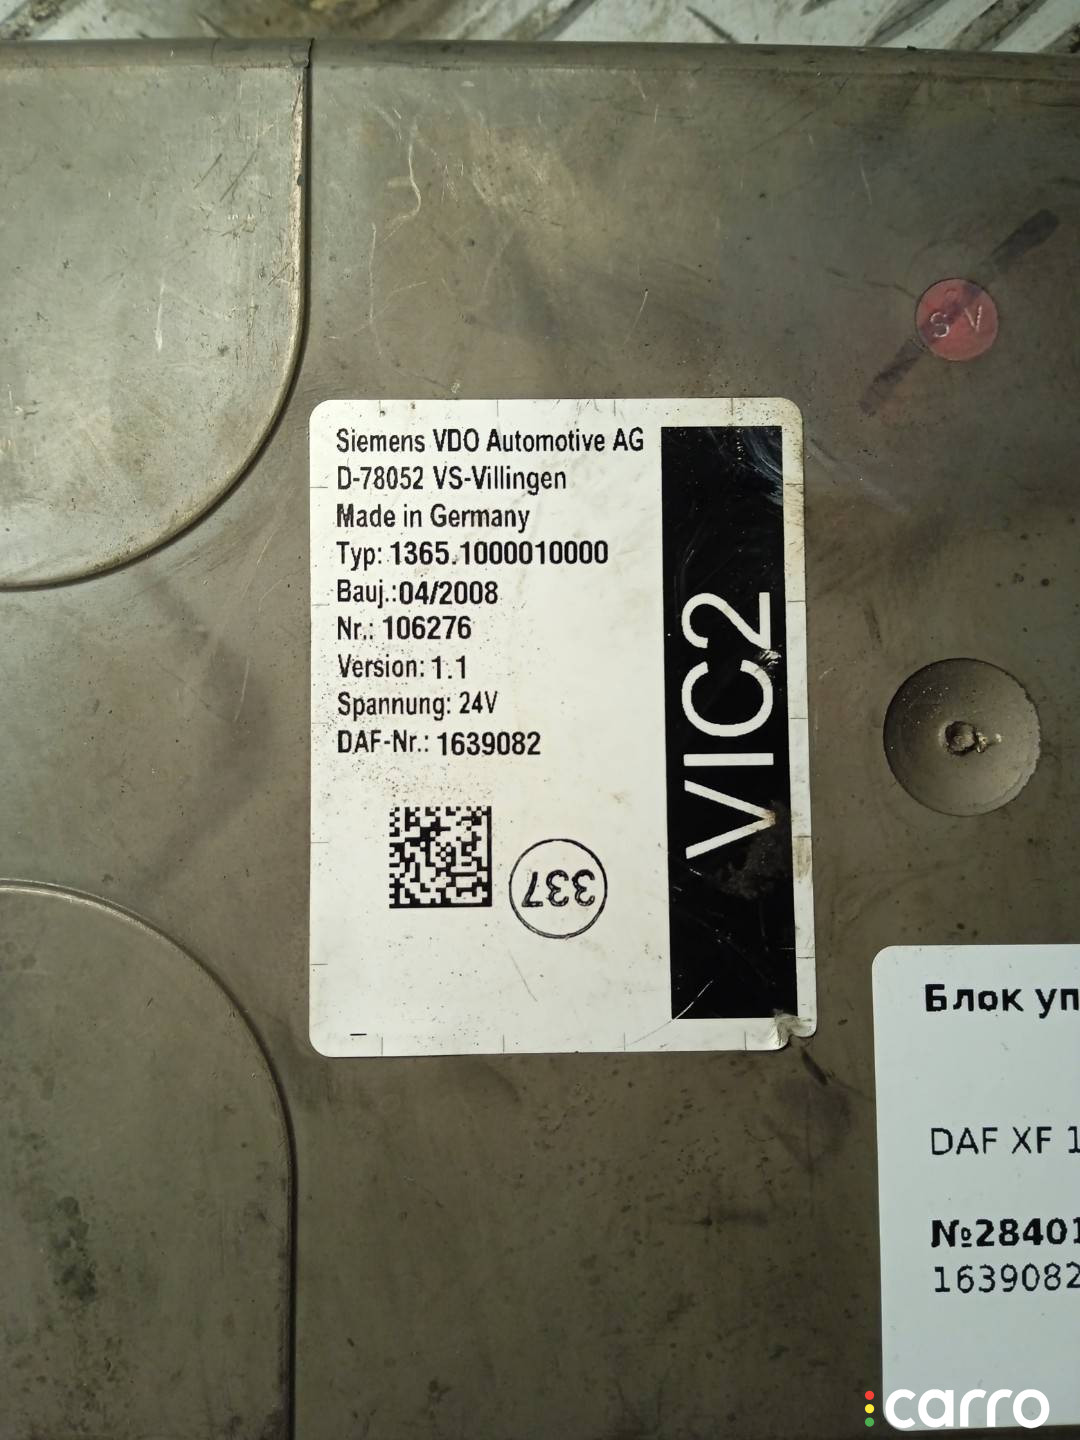 S V
Siemens VDO Automotive AG
D-78052 VS-Villingen
Made in Germany
Typ: 1365.1000010000
Bauj.:04/2008
Nr.: 106276
Version: 1.1
Spannung: 24V
DAF-Nr.: 1639082
337
VIC2
Блок уп
DAF XF 1
№28401
1639082
carro